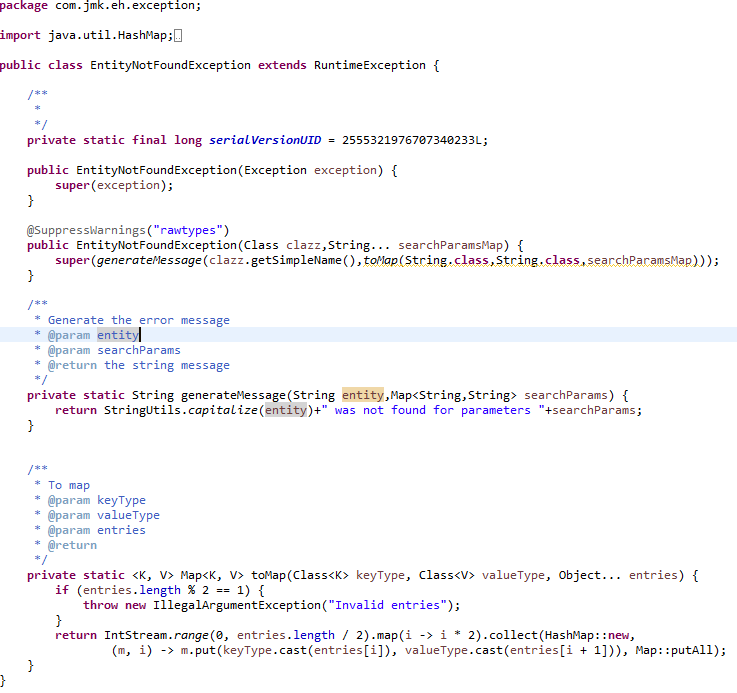 package com.jmk.eh.exception;
import java.util.HashMap;
public class EntityNotFoundException extends RuntimeException {
/**
*
*/
private static final long serialVersionUID = 2555321976707340233L;
public EntityNotFoundException(Exception exception) {
super(exception);
}
@SuppressWarnings("rawtypes")
public EntityNotFoundException(Class clazz,String... searchParamsMap) {
super(generateMessage(clazz.getSimpleName(),toMap(String.class,String.class,searchParamsMap)));
}
/**
* Generate the error message
* @param entity
* @param searchParams
* @return the string message
*/
private static String generateMessage(String entity,Map<String,String> searchParams) {
return StringUtils.capitalize(entity)+" was not found for parameters "+searchParams;
}
/**
* To map
* @param keyType
* @param valueType
* @param entries
* @return
*/
private static <K, V> Map<K, V> toMap(Class<K> keyType, Class<V> valueType, Object... entries) {
if (entries.length % 2 == 1) {
throw new IllegalArgumentException("Invalid entries");
}
return IntStream.range(0, entries.length / 2).map(i -> i * 2).collect(HashMap::new,
(m, i) -> m.put(keyType.cast(entries[i]), valueType.cast(entries[i + 1])), Map::putAll);
}
}